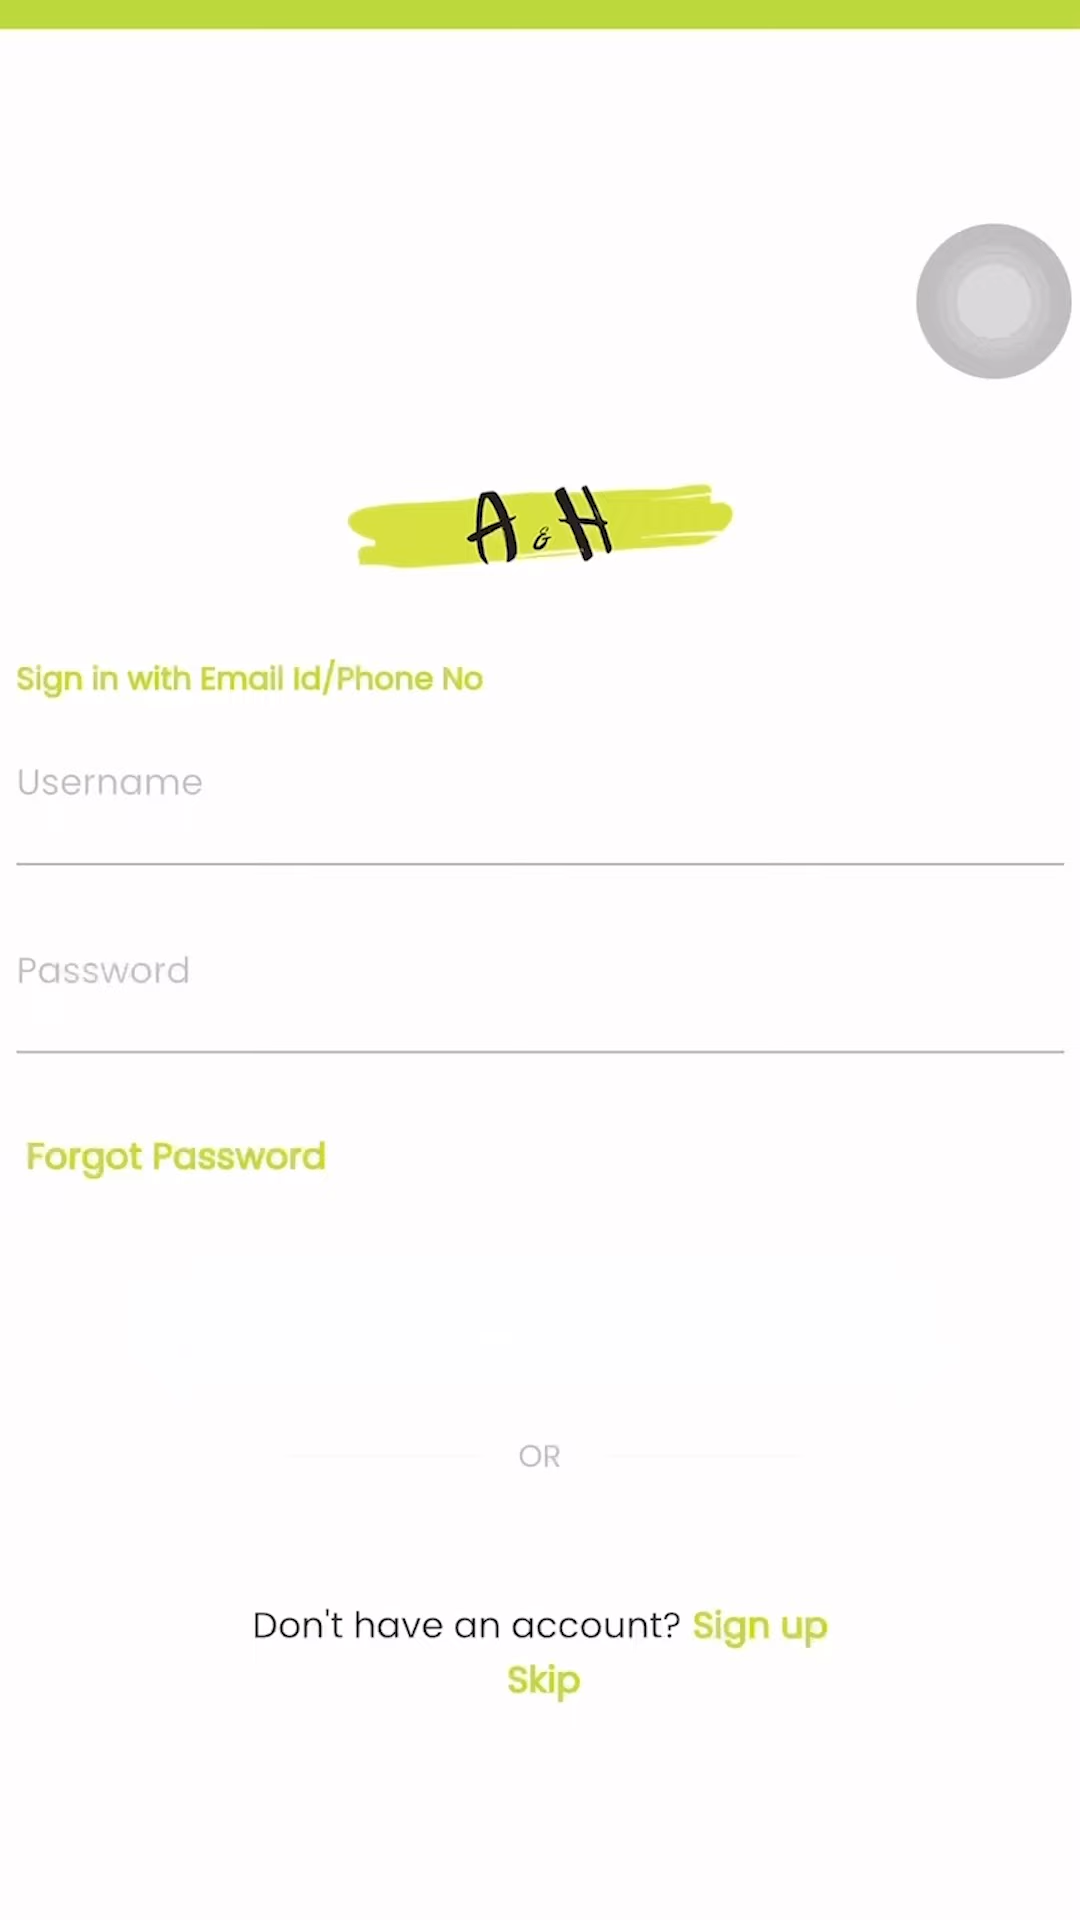 A & H
Sign in with Email Id/Phone No
Username
Password
Forgot Password
OR
Don't have an account? Sign up
Skip